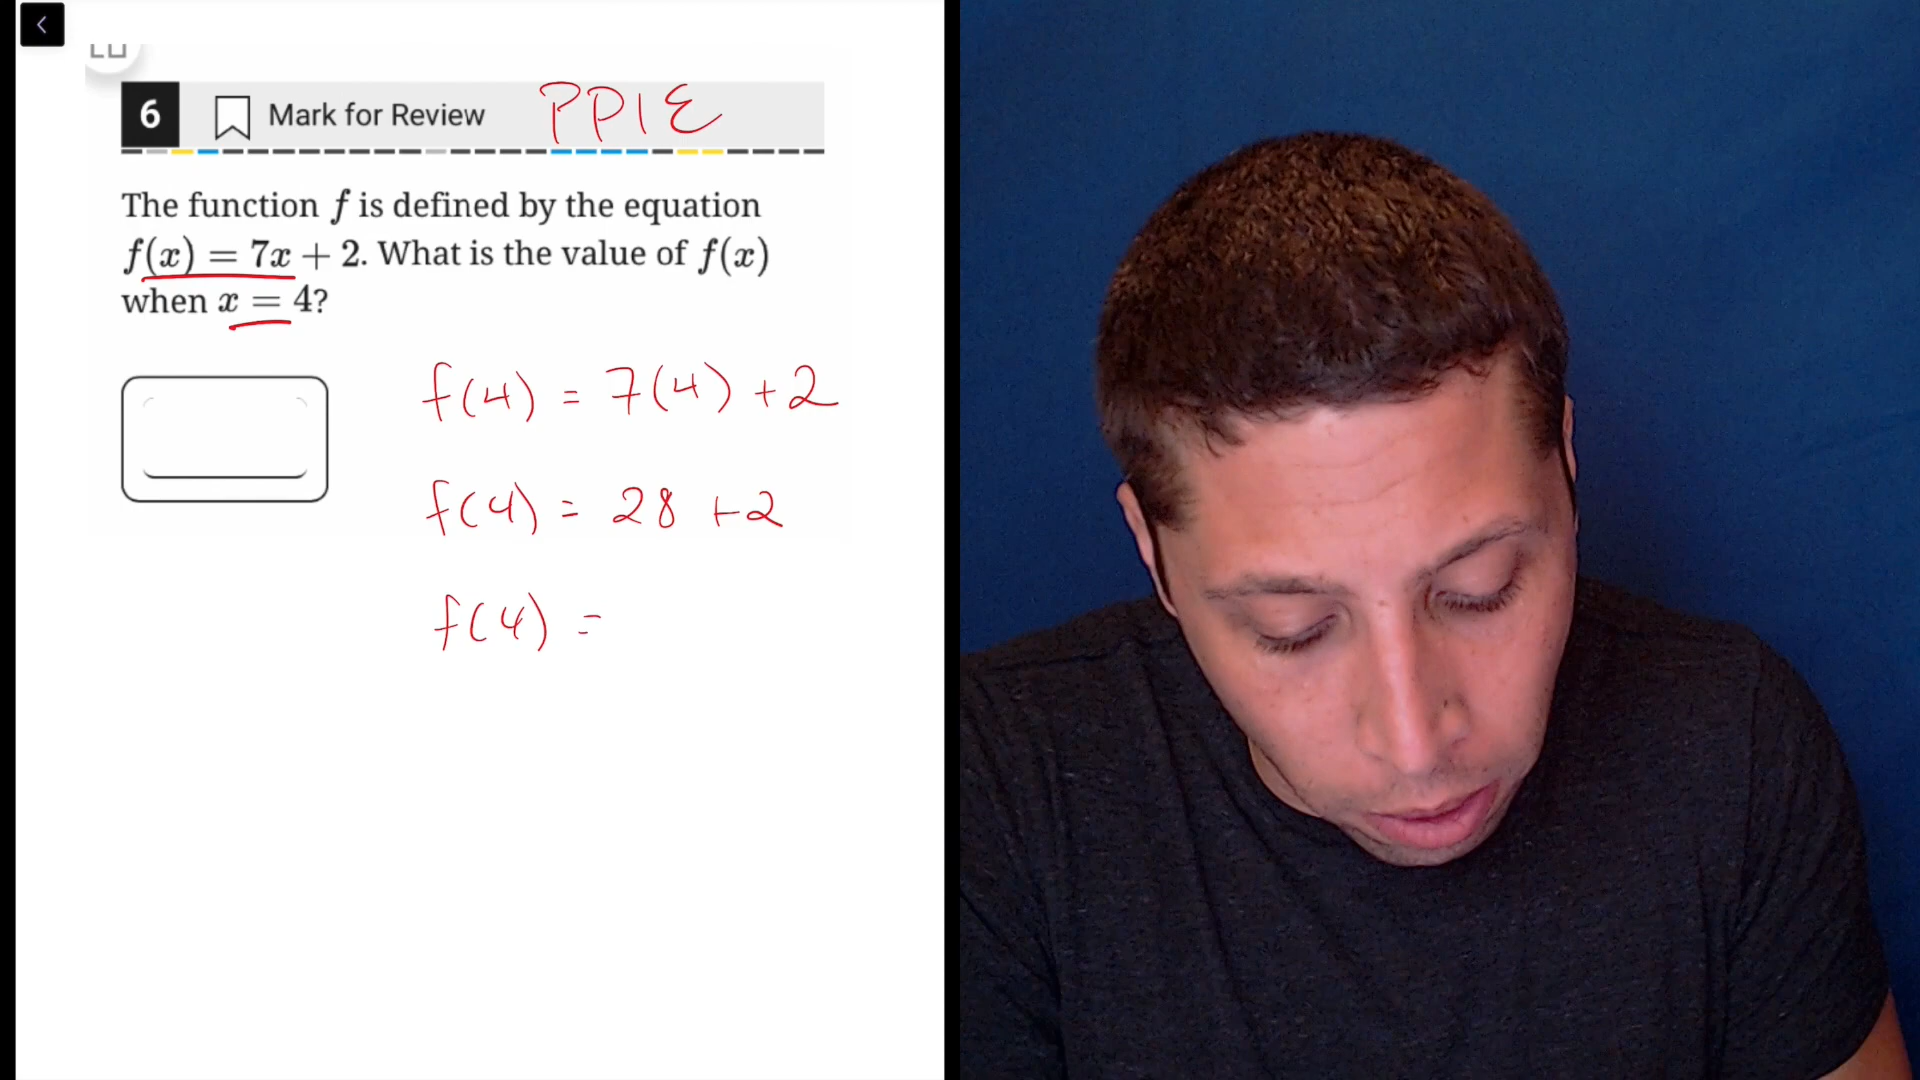 6 Mark for Review PPIE
The function f is defined by the equation
f(x) = 7x + 2. What is the value of f(x)
when x = 4?
f(4) = 7(4) +2
f(4) = 28 +2
f(4) =